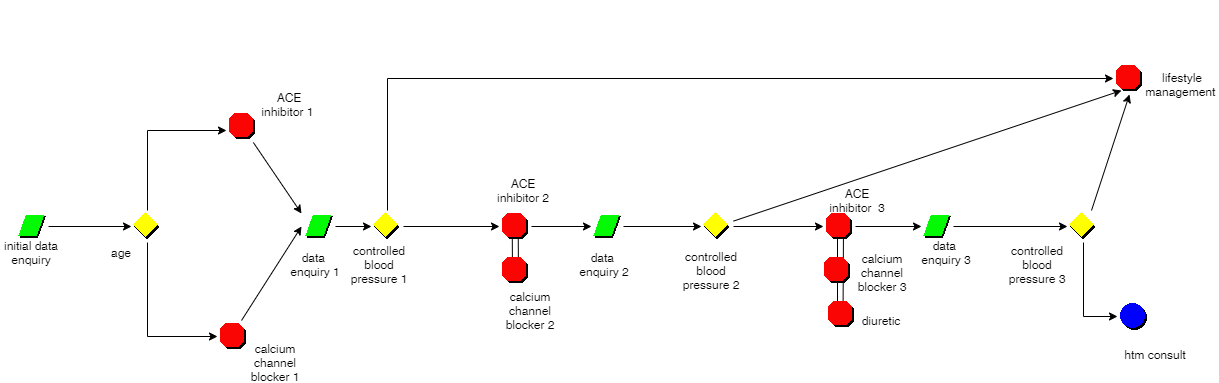 initial data
enquiry
age
ACE
inhibitor 1
calcium
channel
blocker 1
data
enquiry 1
controlled
blood
pressure 1
ACE
inhibitor 2
calcium
channel
blocker 2
data
enquiry 2
controlled
blood
pressure 2
ACE
inhibitor 3
calcium
channel
blocker 3
diuretic
data
enquiry 3
controlled
blood
pressure 3
lifestyle
management
htm consult